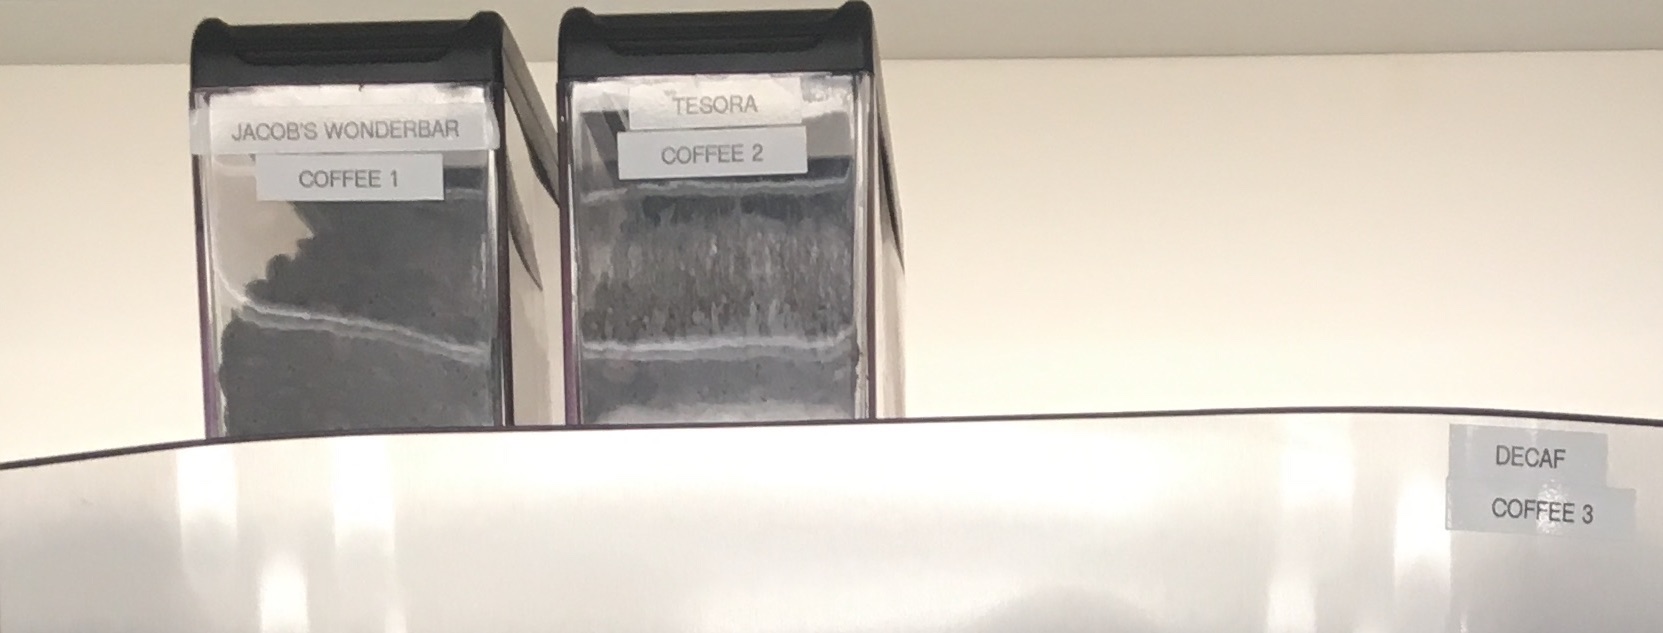 JACOB'S WONDERBAR
COFFEE 1
TESORA
COFFEE 2
DECAF
COFFEE 3